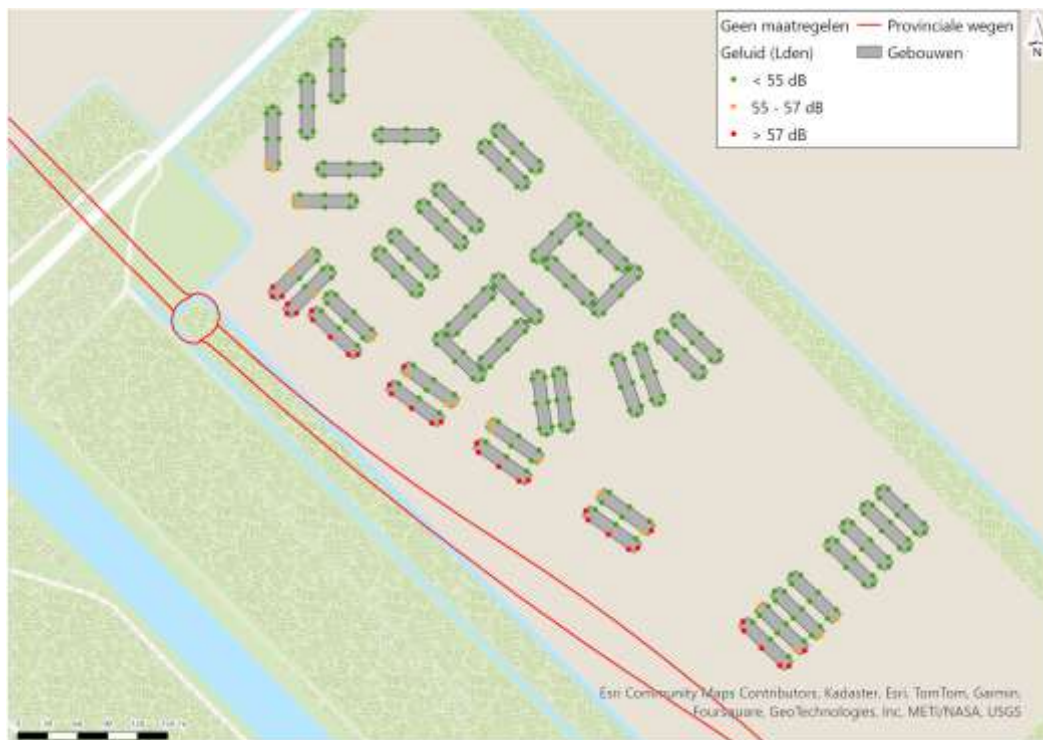 Geen maatregelen
Provinciale wegen
Geluid (Lden)
Gebouwen
< 55 dB
55 - 57 dB
> 57 dB
N
Esri Community Maps Contributors, Kadaster, Esri, TomTom, Garmin,
Foursquare, GeoTechnologies, Inc, METI/NASA, USGS